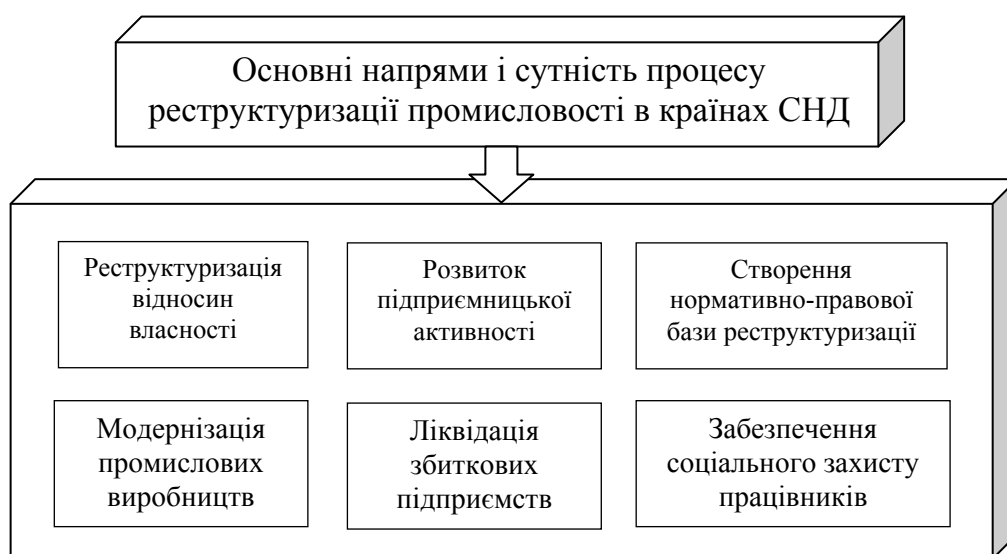 Основні напрями і сутність процесу
реструктуризації промисловості в країнах СНД
Реструктуризація
відносин
власності
Розвиток
підприємницької
активності
Створення
нормативно-правової
бази реструктуризації
Модернізація
промислових
виробництв
Ліквідація
збиткових
підприємств
Забезпечення
соціального захисту
працівників